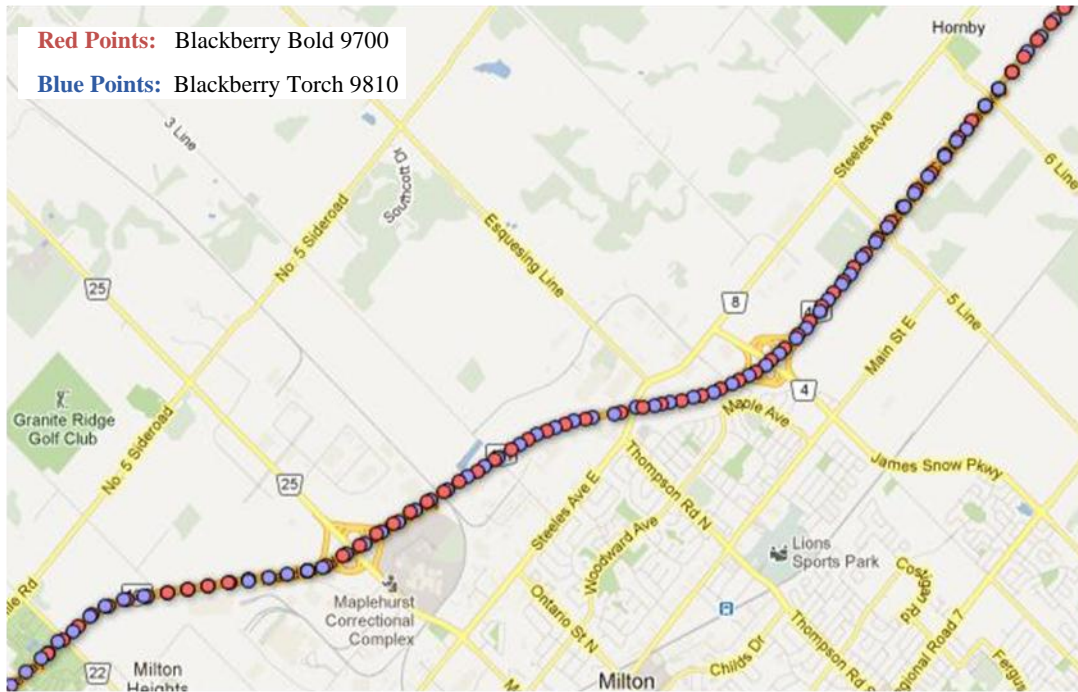 Red Points: Blackberry Bold 9700
Blue Points: Blackberry Torch 9810
Hornby
3 Line
Southcott Dr
Steeles Ave
6 Line
No. 5 Sideroad
Esquesing Line
25
8
5 Line
Main St E
4
Granite Ridge
Golf Club
Maple Ave
No. 5 Sideroad
James Snow Pkwy
25
Thompson Rd N
Steeles Ave E
Woodward Ave
Lions
Sports Park
Costigan Rd
Maplehurst
Correctional
Complex
Ontario St N
Thompson Rd
Regional Road 7
Childs Dr
22
Milton
Heights
Milton